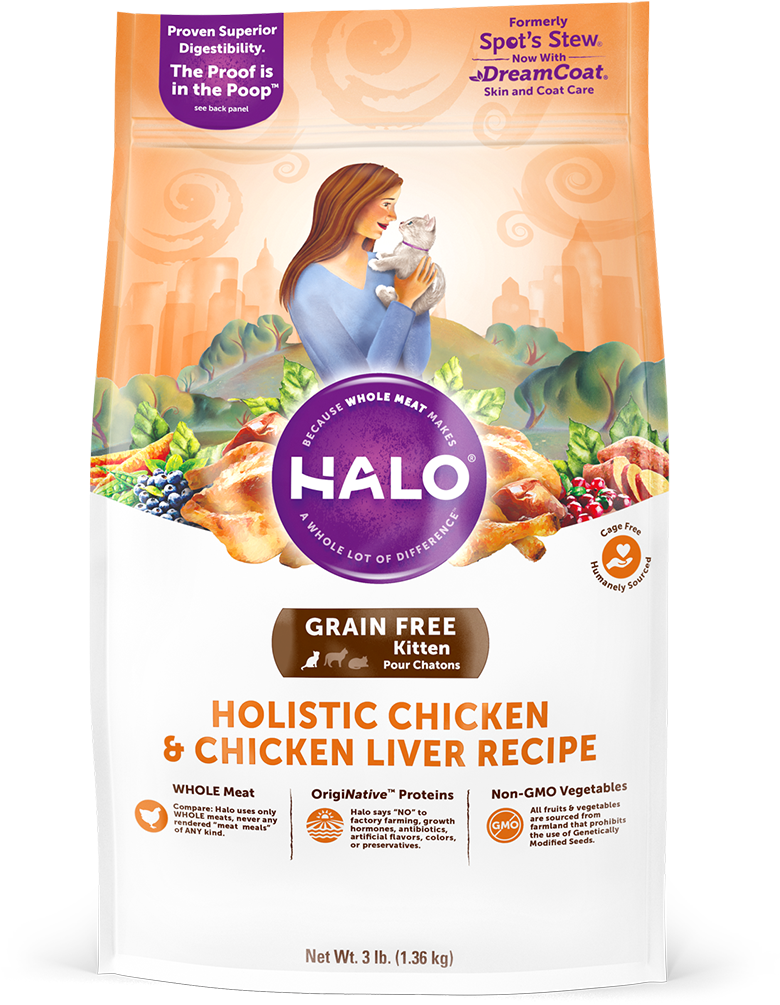 Proven Superior
Digestibility.
The Proof is
in the Poop™
see back panel
Formerly
Spot's Stew®
Now With
DreamCoat®
Skin and Coat Care
BECAUSE WHOLE MEAT MAKES
HALO®
A WHOLE LOT OF DIFFERENCE™
Cage Free
Humanely Sourced
GRAIN FREE
Kitten
Pour Chatons
HOLISTIC CHICKEN
& CHICKEN LIVER RECIPE
WHOLE Meat
Compare: Halo uses only
WHOLE meats, never any
rendered "meat meals"
of ANY kind.
OrigiNative™ Proteins
Halo says "NO" to
factory farming, growth
hormones, antibiotics,
artificial flavors, colors,
or preservatives.
Non-GMO Vegetables
GMO
All fruits & vegetables
are sourced from
farmland that prohibits
the use of Genetically
Modified Seeds.
Net Wt. 3 lb. (1.36 kg)